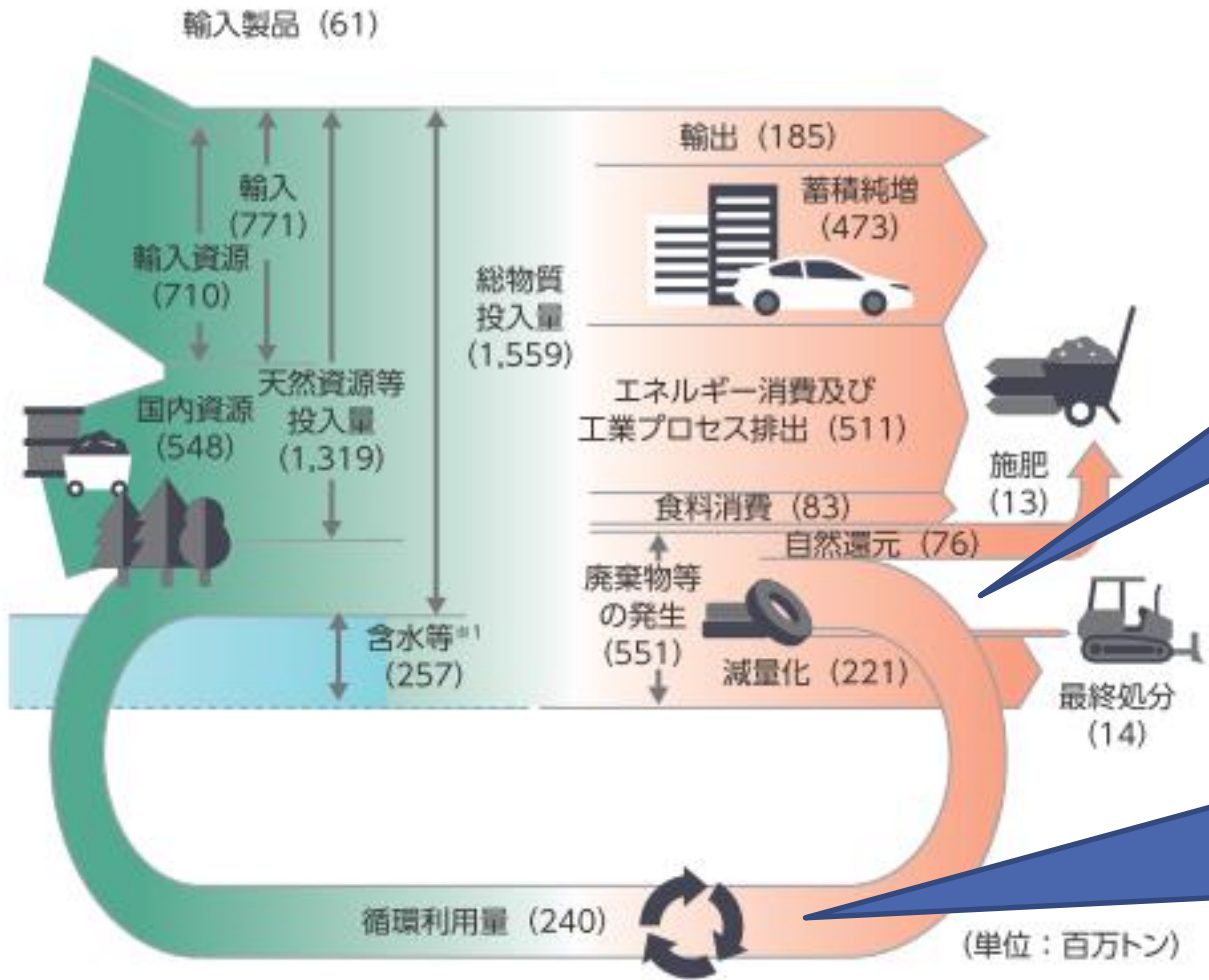 輸入製品（61）
輸入
（771）
輸入資源
（710）
国内資源
（548）
天然資源等
投入量
（1,319）
総物質
投入量
（1,559）
含水等※1
（257）
輸出（185）
蓄積純増
（473）
エネルギー消費及び
工業プロセス排出（511）
食料消費（83）
施肥
（13）
自然還元（76）
廃棄物等
の発生
（551）
減量化（221）
最終処分
（14）
循環利用量（240）
（単位：百万トン）